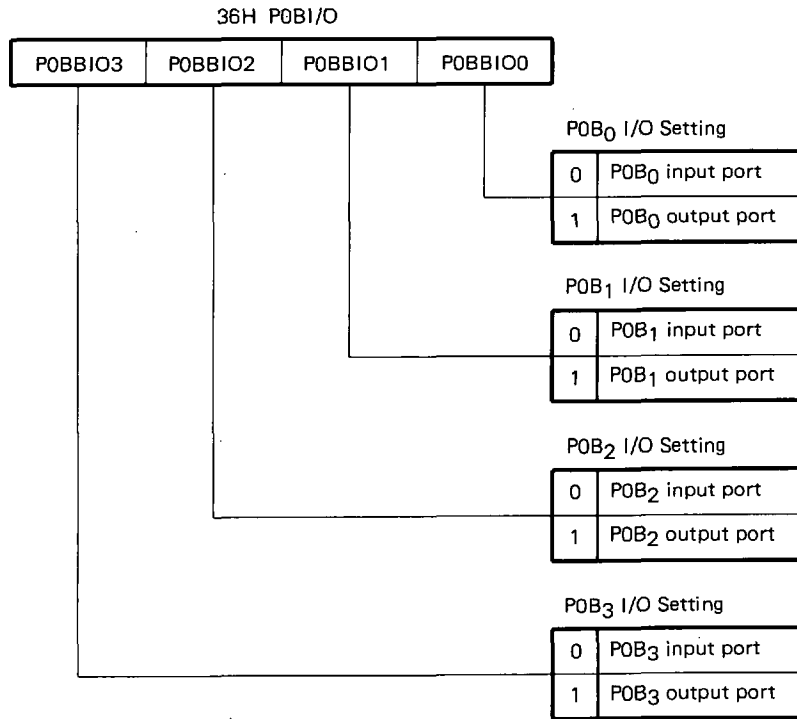 36H P0BI/O
P0BBIO3 P0BBIO2 P0BBIO1 P0BBIO0
P0B0 I/O Setting
0 P0B0 input port
1 P0B0 output port
P0B1 I/O Setting
0 P0B1 input port
1 P0B1 output port
P0B2 I/O Setting
0 P0B2 input port
1 P0B2 output port
P0B3 I/O Setting
0 P0B3 input port
1 P0B3 output port